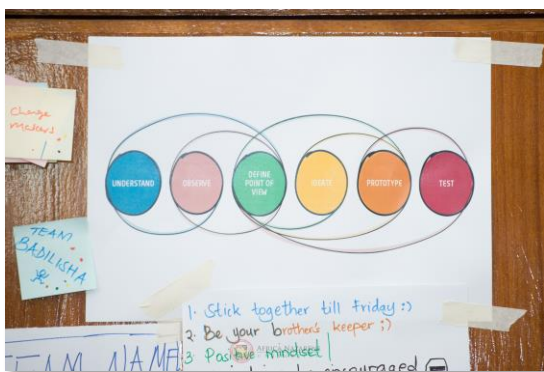 Change
makers
!
UNDERSTAND
OBSERVE
DEFINE
POINT OF
VIEW
IDEATE
PROTOTYPE
TEST
TEAM
BADILISHA
1. Stick together till Friday :)
2. Be your brother's keeper ;)
3 Positive mindset !
encouraged
TEAM NAME